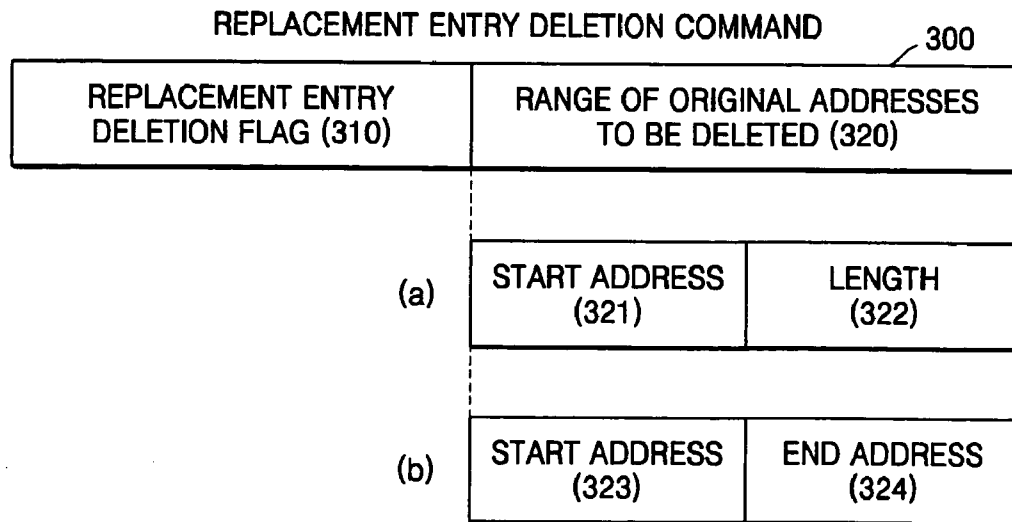 REPLACEMENT ENTRY DELETION COMMAND
300
REPLACEMENT ENTRY
DELETION FLAG (310)
RANGE OF ORIGINAL ADDRESSES
TO BE DELETED (320)
(a)
START ADDRESS
(321)
LENGTH
(322)
(b)
START ADDRESS
(323)
END ADDRESS
(324)